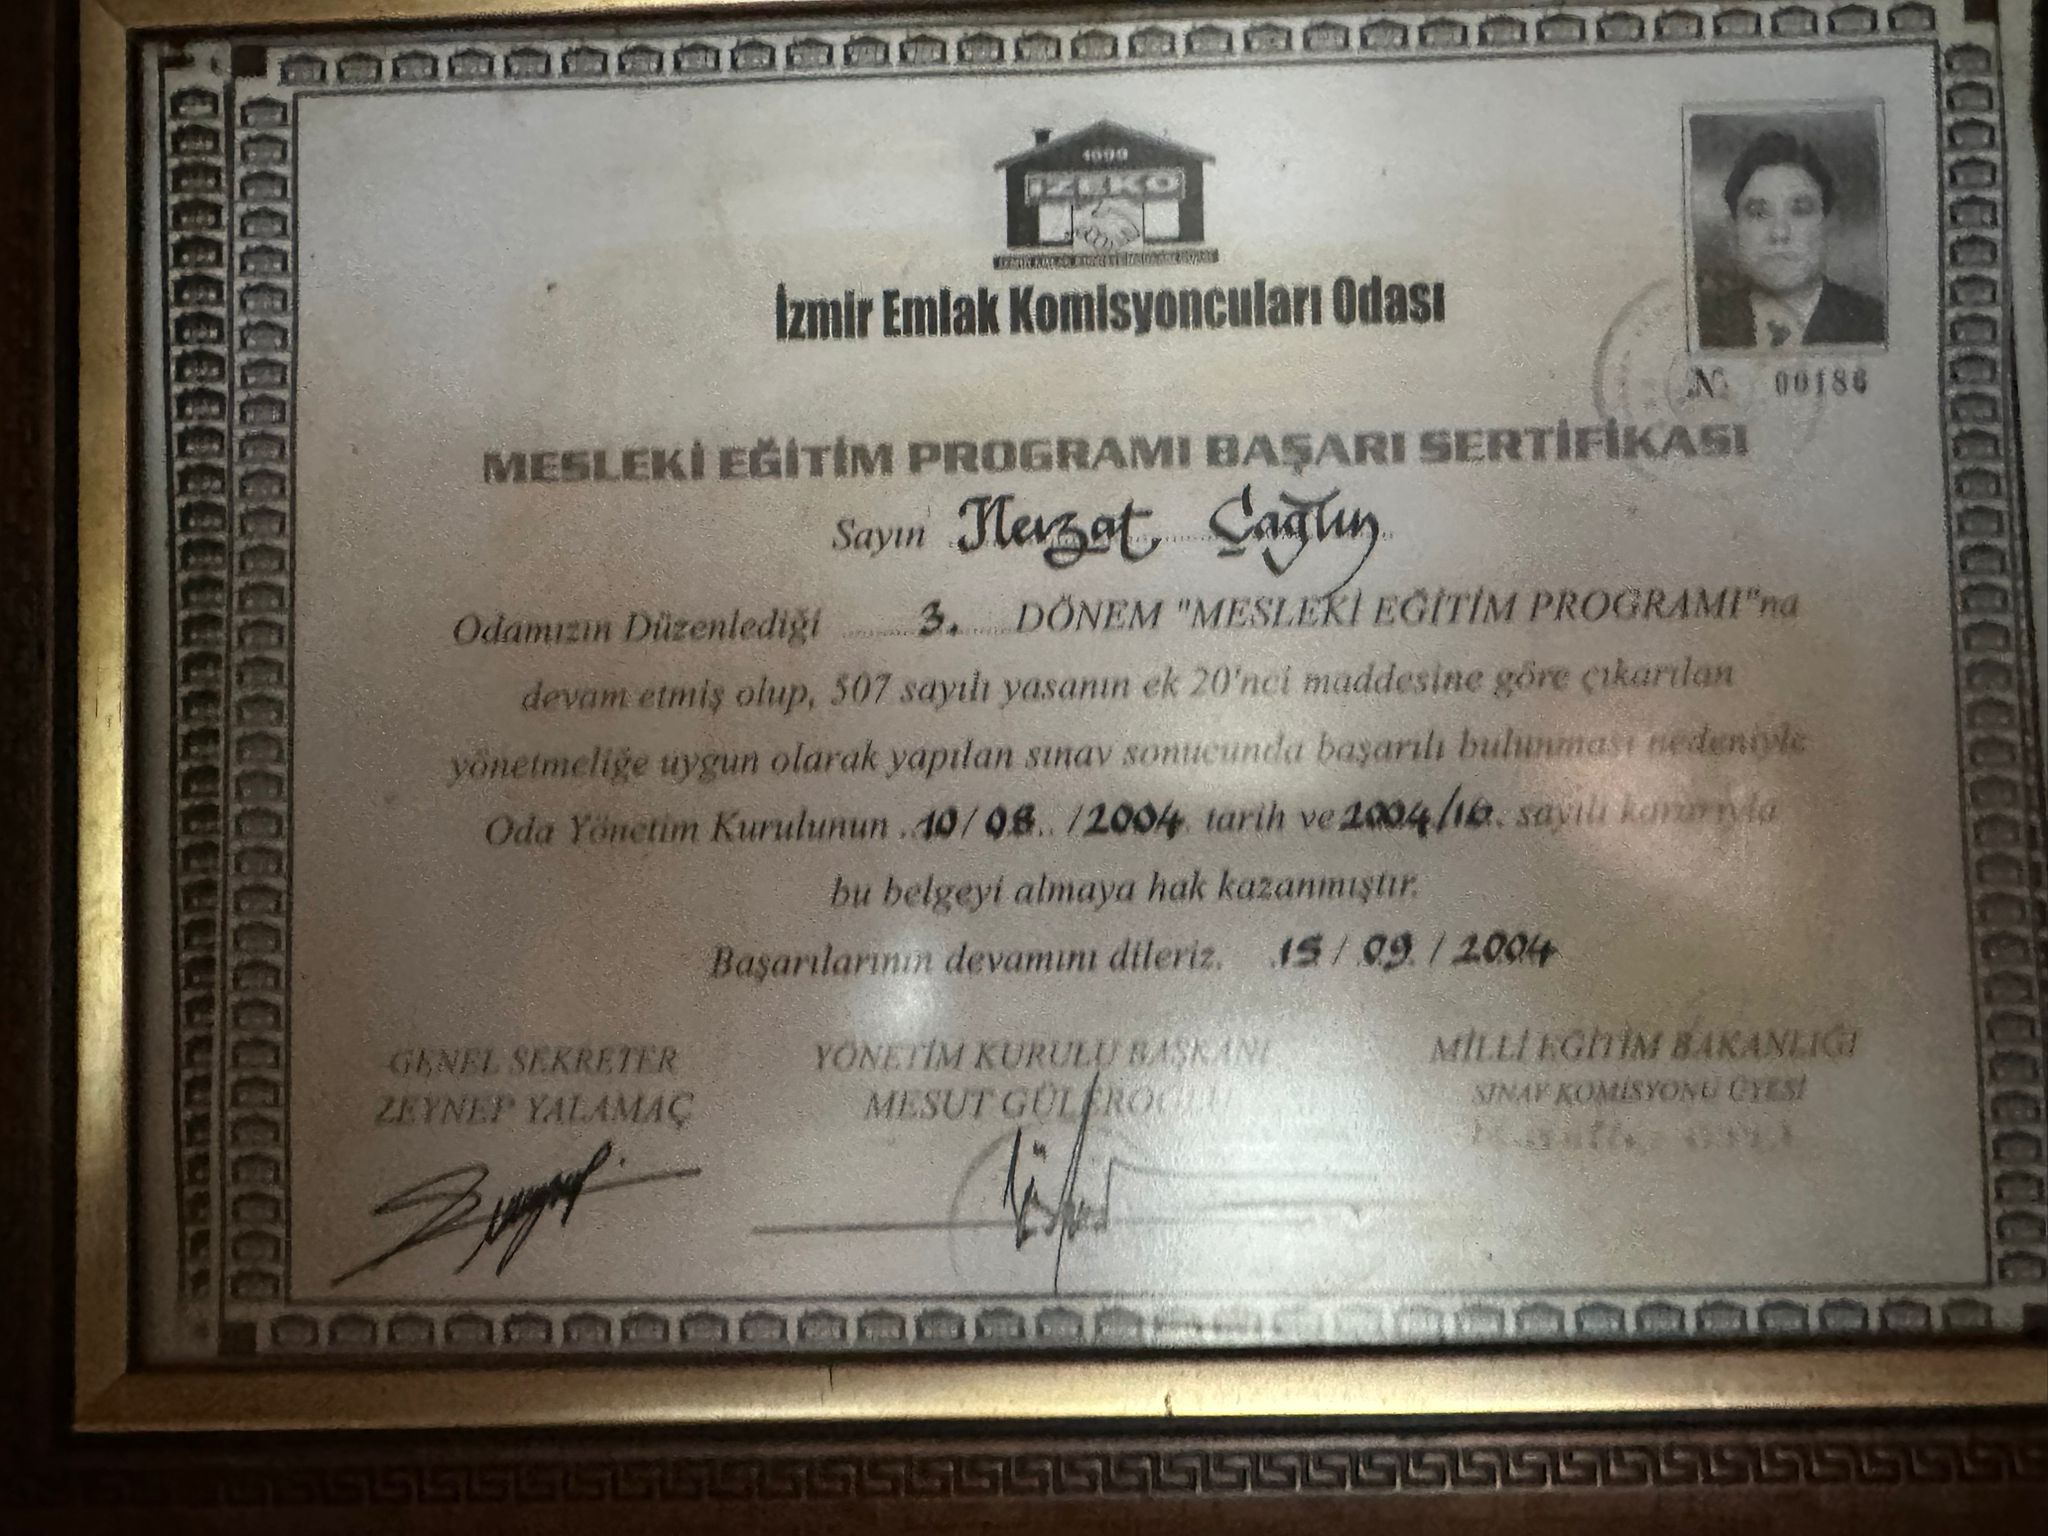 İZEKO
İzmir Emlak Komisyoncuları Odası
Nº 00186
MESLEKİ EĞİTİM PROGRAMI BAŞARI SERTİFİKASI
Sayın Nevzat Çağlın
Odamızın Düzenlediği 3. DÖNEM "MESLEKİ EĞİTİM PROGRAMI"na
devam etmiş olup, 507 sayılı yasanın ek 20'nci maddesine göre çıkarılan
yönetmeliğe uygun olarak yapılan sınav sonucunda başarılı bulunması nedeniyle
Oda Yönetim Kurulunun 10/08/2004 tarih ve 2004/16 sayılı kararıyla
bu belgeyi almaya hak kazanmıştır.
Başarılarının devamını dileriz. 15/09/2004
GENEL SEKRETER YÖNETİM KURULU BAŞKANI MİLLİ EĞİTİM BAKANLIĞI
ZEYNEP YALAMAÇ MESUT GÜLEROĞLU SINAV KOMİSYONU ÜYESİ